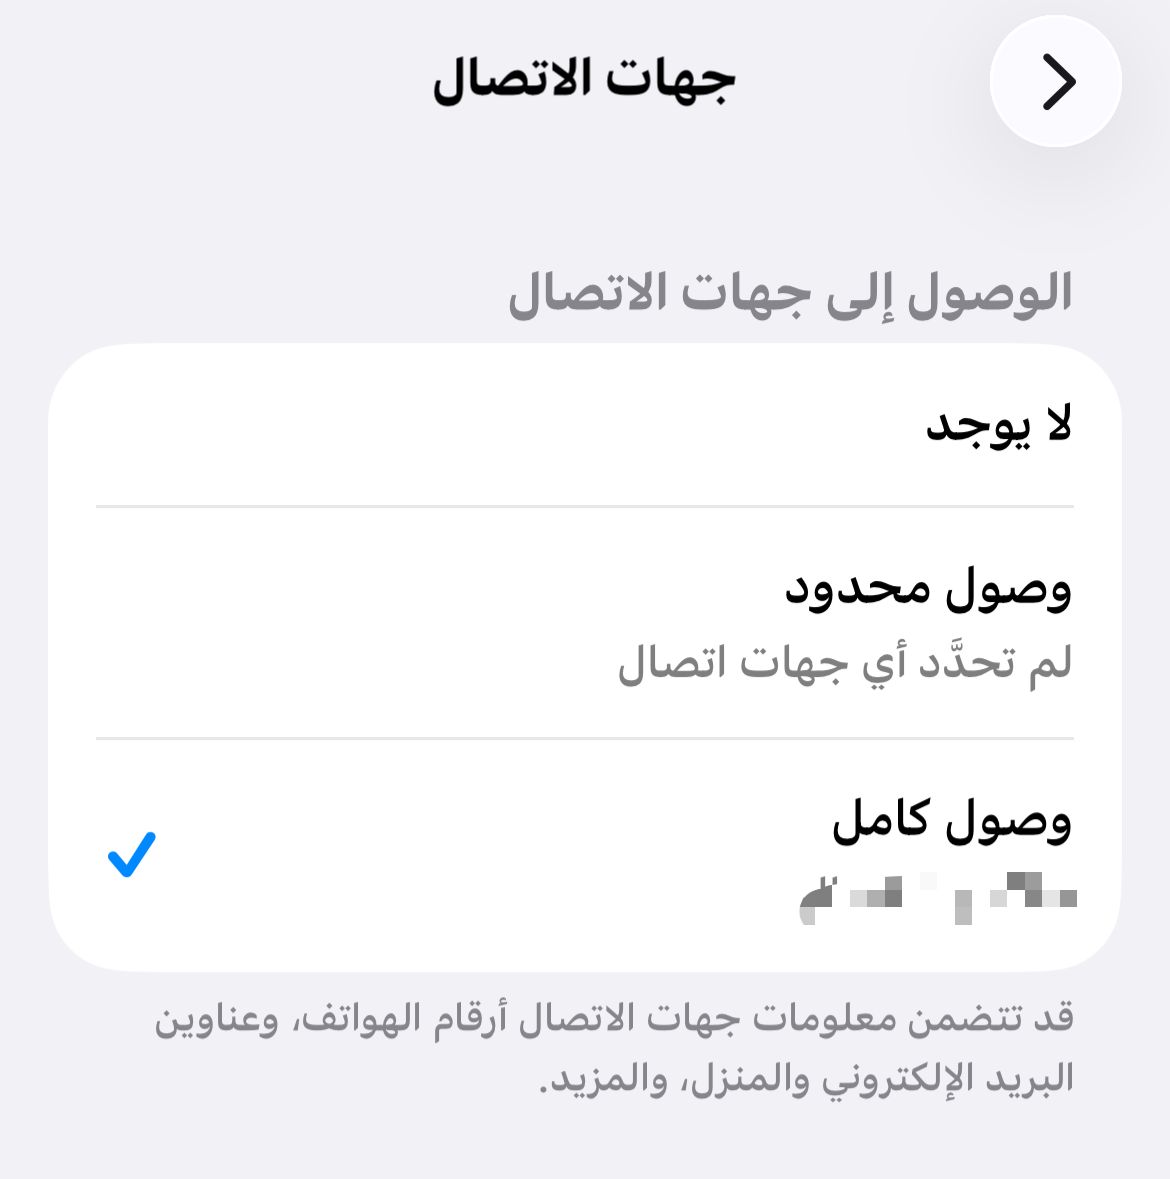 جهات الاتصال
الوصول إلى جهات الاتصال
لا يوجد
وصول محدود
لم تحدَّد أي جهات اتصال
وصول كامل
قد تتضمن معلومات جهات الاتصال أرقام الهواتف، وعناوين
البريد الإلكتروني والمنزل، والمزيد.